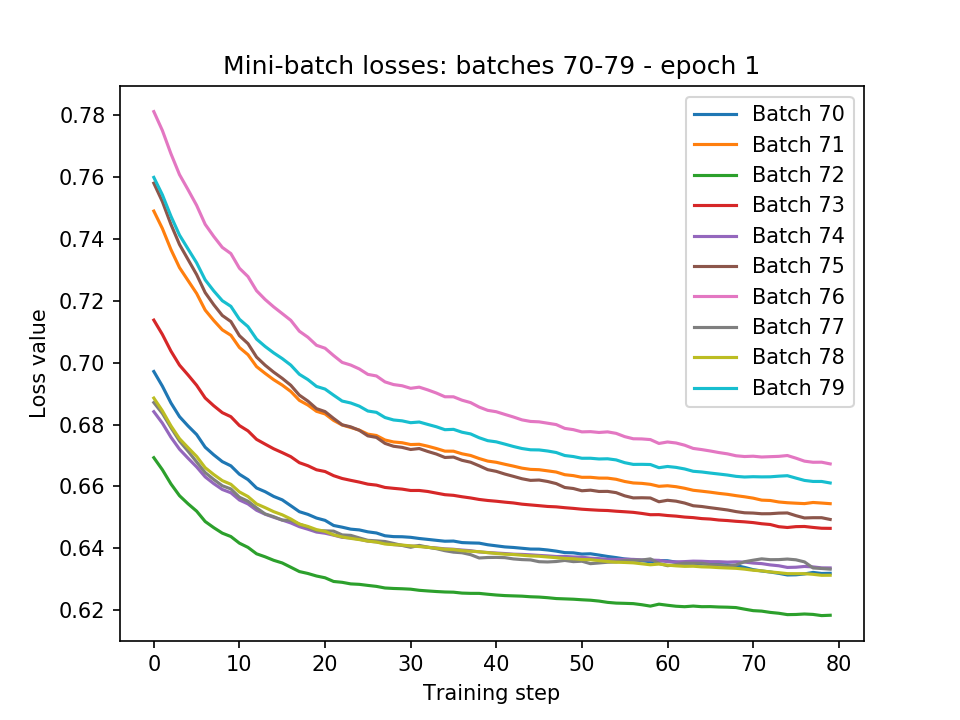 Mini-batch losses: batches 70-79 - epoch 1
Loss value
0.78
0.76
0.74
0.72
0.70
0.68
0.66
0.64
0.62
Batch 70
Batch 71
Batch 72
Batch 73
Batch 74
Batch 75
Batch 76
Batch 77
Batch 78
Batch 79
0 10 20 30 40 50 60 70 80
Training step